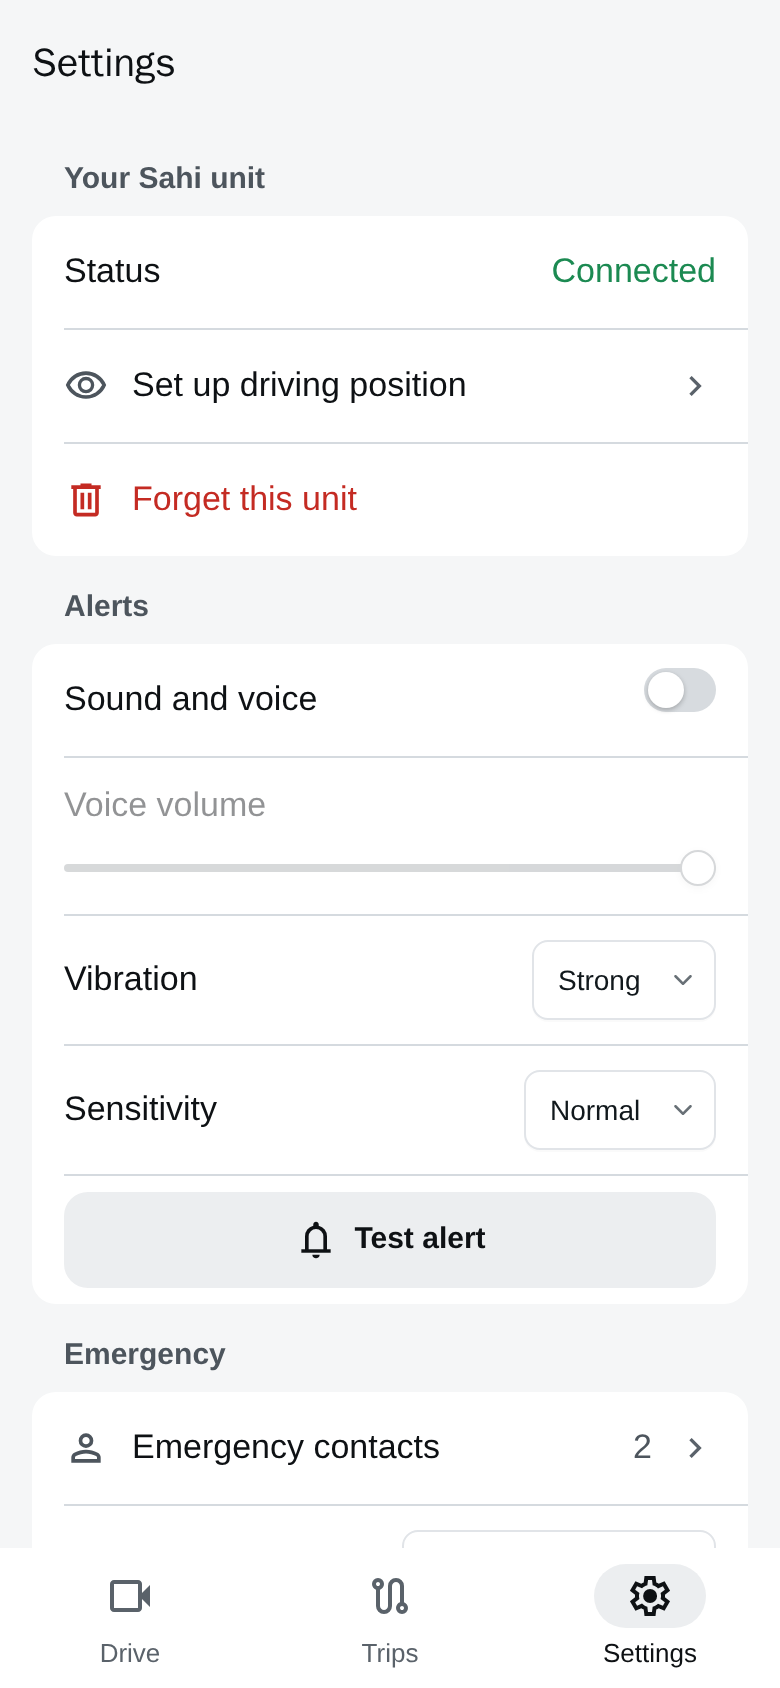 Settings
Your Sahi unit
Status Connected
Set up driving position
Forget this unit
Alerts
Sound and voice
Voice volume
Vibration Strong
Sensitivity Normal
Test alert
Emergency
Emergency contacts 2
Drive Trips Settings